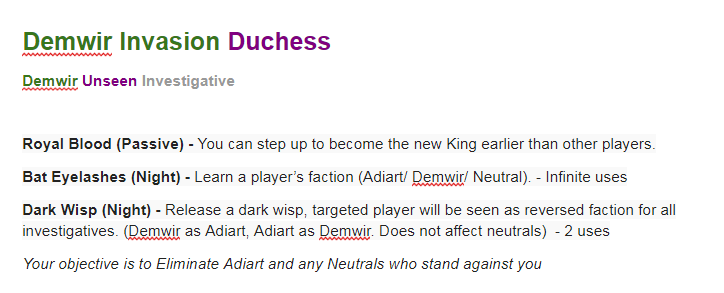 Demwir Invasion Duchess
Demwir Unseen Investigative
Royal Blood (Passive) - You can step up to become the new King earlier than other players.
Bat Eyelashes (Night) - Learn a player's faction (Adiart/ Demwir/ Neutral). - Infinite uses
Dark Wisp (Night) - Release a dark wisp, targeted player will be seen as reversed faction for all
investigatives. (Demwir as Adiart, Adiart as Demwir. Does not affect neutrals)  - 2 uses
Your objective is to Eliminate Adiart and any Neutrals who stand against you